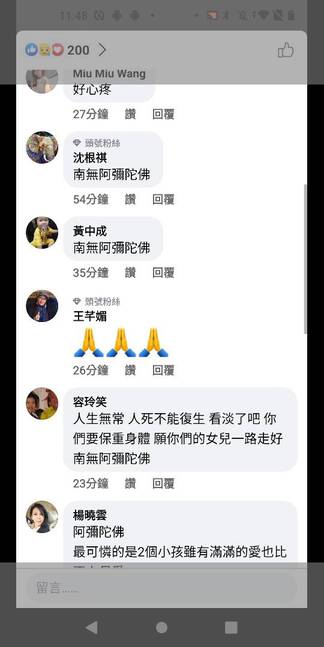 11:48
200
Miu Miu Wang
好心疼
27分鐘 讚 回覆
頭號粉絲
沈根祺
南無阿彌陀佛
54分鐘 讚 回覆
黃中成
南無阿彌陀佛
35分鐘 讚 回覆
頭號粉絲
王芊媚
26分鐘 讚 回覆
容玲笑
人生無常 人死不能復生 看淡了吧 你
們要保重身體 願你們的女兒一路走好
南無阿彌陀佛
23分鐘 讚 回覆
楊曉雲
阿彌陀佛
最可憐的是2個小孩雖有滿滿的愛也比
留言......